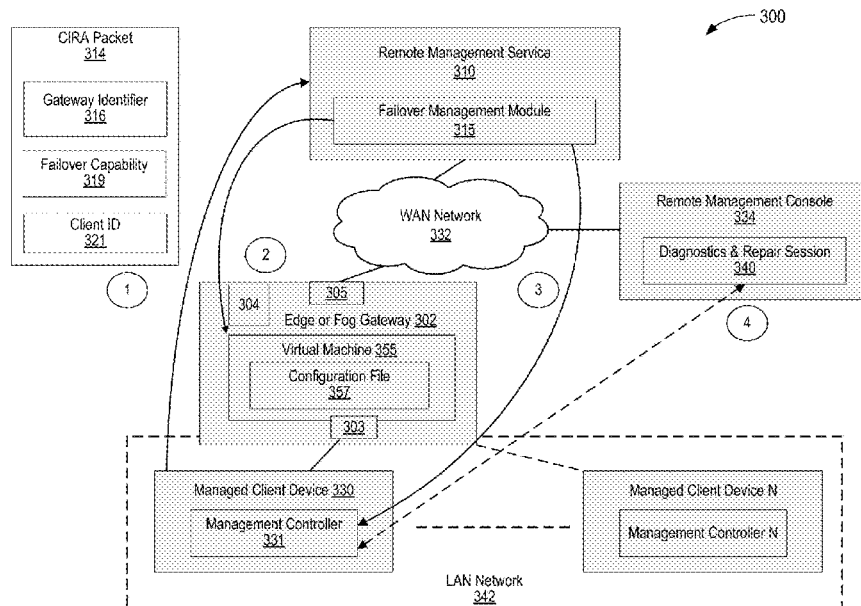 300
CIRA Packet
314
Gateway Identifier
316
Failover Capability
319
Client ID
321
1
Remote Management Service
310
Failover Management Module
315
WAN Network
332
Remote Management Console
334
Diagnostics & Repair Session
340
2
3
4
304
305
Edge or Fog Gateway 302
Virtual Machine 355
Configuration File
357
303
Managed Client Device 330
Management Controller
331
Managed Client Device N
Management Controller N
LAN Network
342